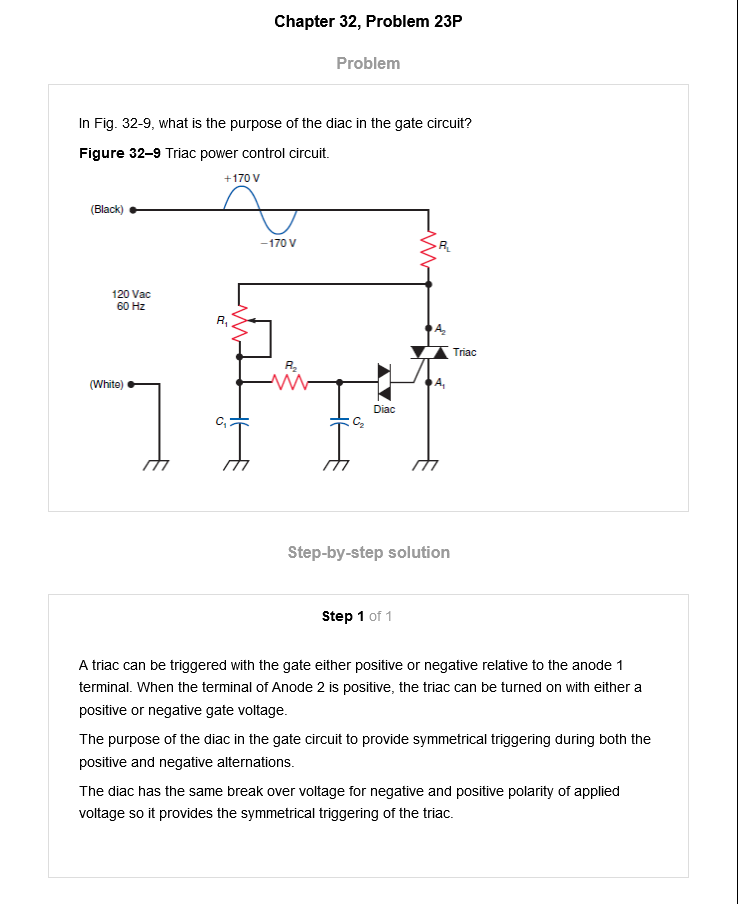 Chapter 32, Problem 23P
Problem
In Fig. 32-9, what is the purpose of the diac in the gate circuit?
Figure 32–9 Triac power control circuit.
+170 V
(Black)
−170 V
R_L
120 Vac
60 Hz
R₁
A₂
Triac
R₂
(White)
A₁
Diac
C₁
C₂
Step-by-step solution
Step 1 of 1
A triac can be triggered with the gate either positive or negative relative to the anode 1
terminal. When the terminal of Anode 2 is positive, the triac can be turned on with either a
positive or negative gate voltage.
The purpose of the diac in the gate circuit to provide symmetrical triggering during both the
positive and negative alternations.
The diac has the same break over voltage for negative and positive polarity of applied
voltage so it provides the symmetrical triggering of the triac.